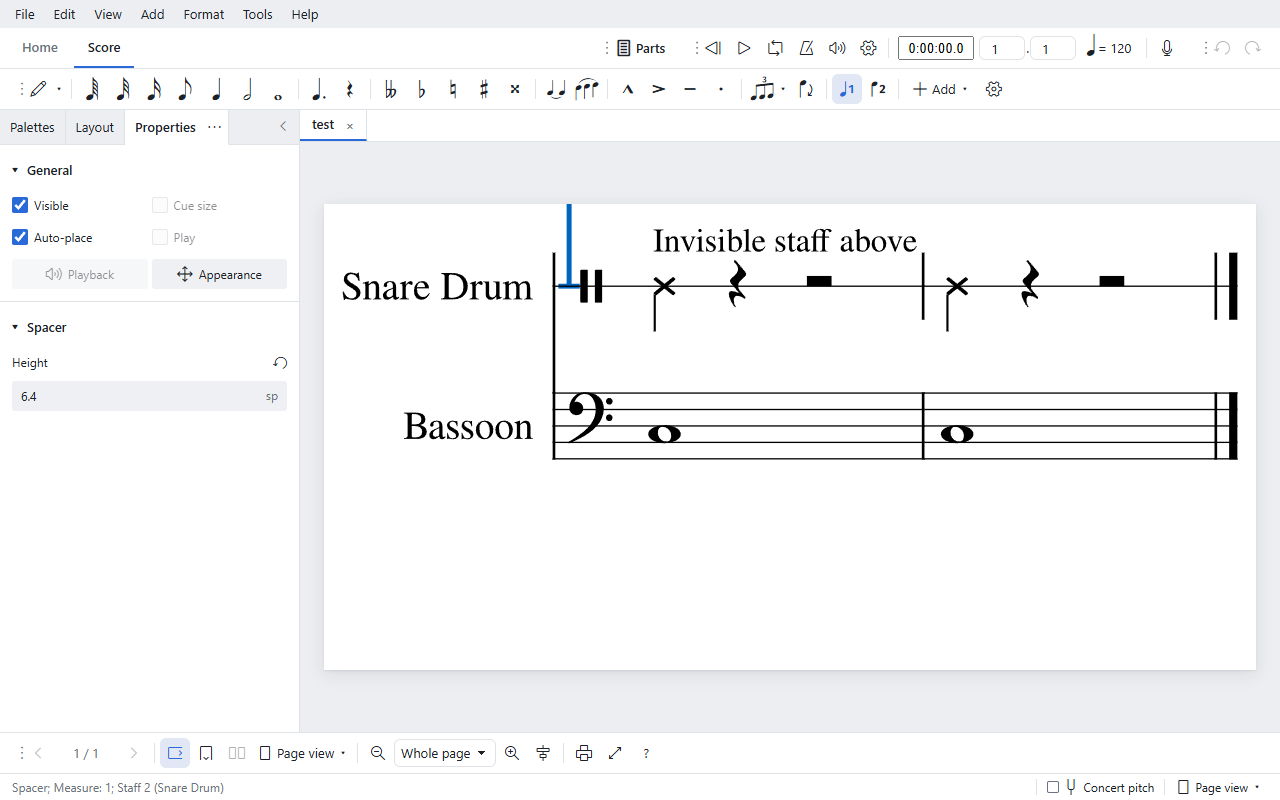 File Edit View Add Format Tools Help
Home Score Parts 0:00:00.0 1 . 1 = 120
3 1 2 Add
Palettes Layout Properties ··· test ×
General
Visible Cue size
Auto-place Play
Playback Appearance
Spacer
Height
6.4 sp
Invisible staff above
Snare Drum
Bassoon
1 / 1 Page view Whole page ?
Spacer; Measure: 1; Staff 2 (Snare Drum) Concert pitch Page view